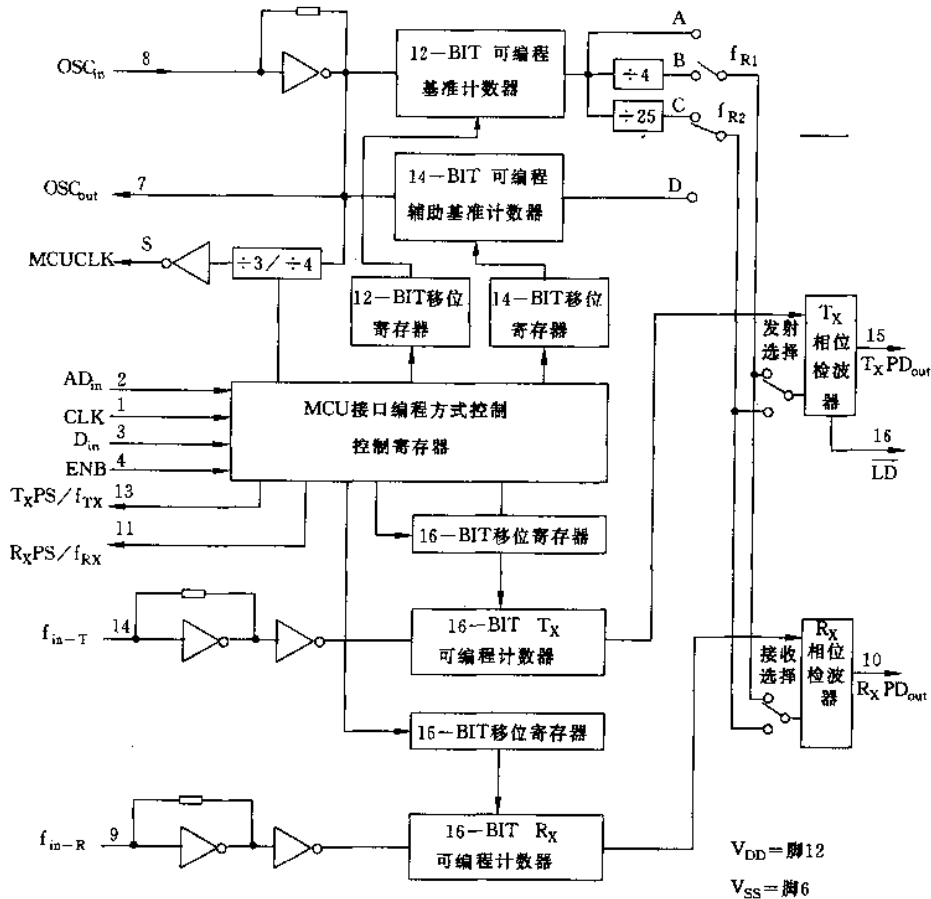 OSCin
8
12-BIT 可编程
基准计数器
A
÷4
B
fR1
÷25
C
fR2
OSCout
7
14-BIT 可编程
辅助基准计数器
D
MCUCLK
S
÷3/÷4
12-BIT移位
寄存器
14-BIT移位
寄存器
发射
选择
TX
相位
检波
器
15
TXPDout
16
LD
ADin
2
CLK
1
Din
3
ENB
4
TXPS/fTX
13
RXPS/fRX
11
MCU接口编程方式控制
控制寄存器
16-BIT移位寄存器
fin-T
14
16-BIT TX
可编程计数器
接收
选择
RX
相位
检波
器
10
RXPDout
16-BIT移位寄存器
fin-R
9
16-BIT RX
可编程计数器
VDD=脚12
VSS=脚6